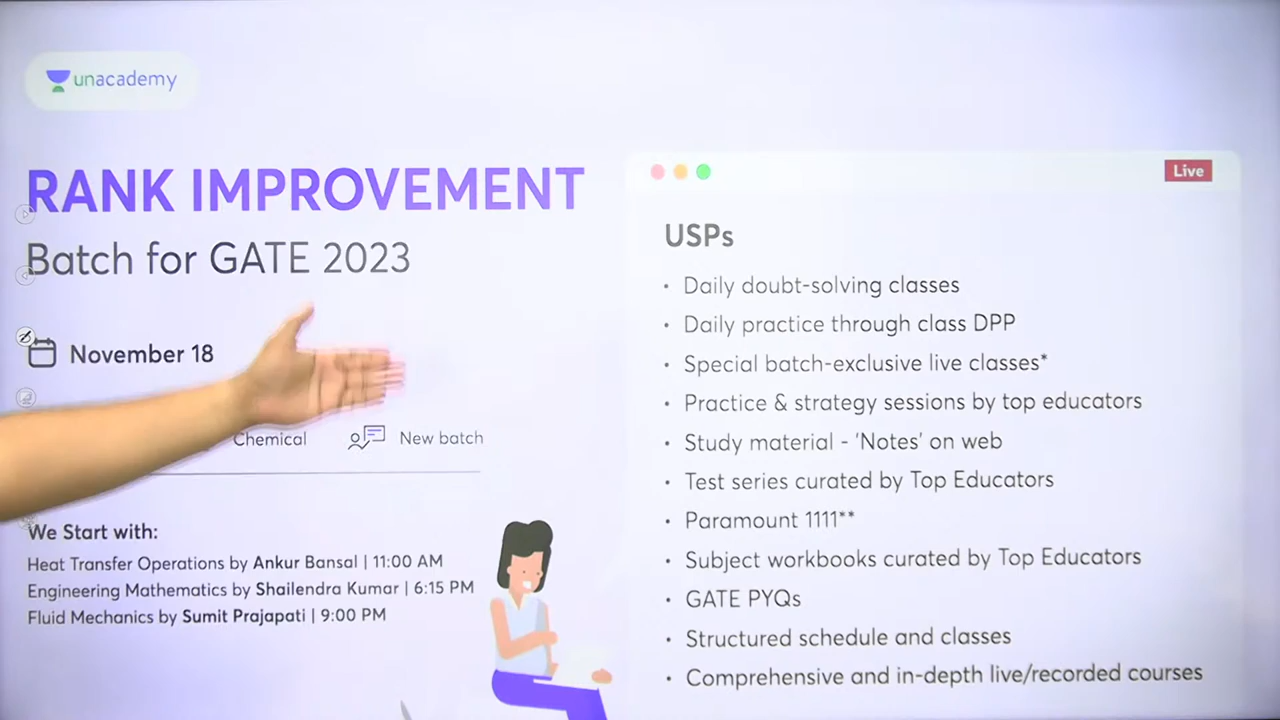 unacademy
RANK IMPROVEMENT
Batch for GATE 2023
November 18
Chemical
New batch
We Start with:
Heat Transfer Operations by Ankur Bansal | 11:00 AM
Engineering Mathematics by Shailendra Kumar | 6:15 PM
Fluid Mechanics by Sumit Prajapati | 9:00 PM
Live
USPs
• Daily doubt-solving classes
• Daily practice through class DPP
• Special batch-exclusive live classes*
• Practice & strategy sessions by top educators
• Study material - 'Notes' on web
• Test series curated by Top Educators
• Paramount 1111**
• Subject workbooks curated by Top Educators
• GATE PYQs
• Structured schedule and classes
• Comprehensive and in-depth live/recorded courses